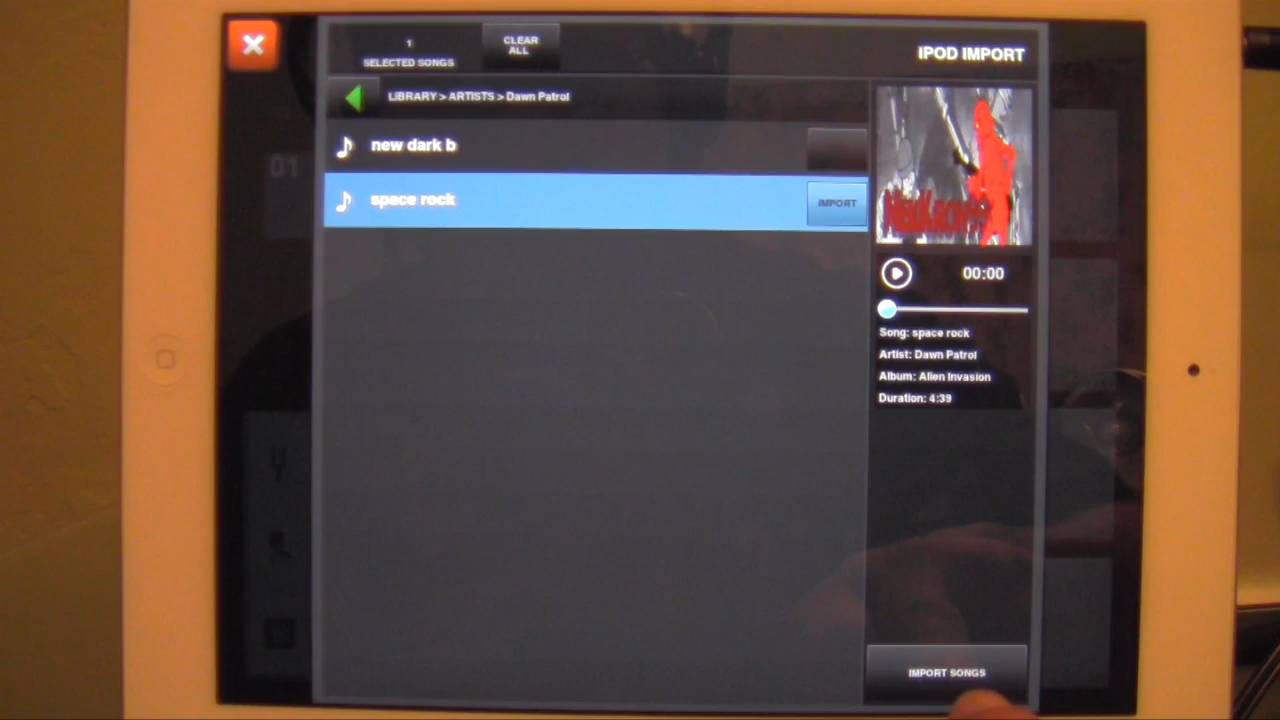 1
SELECTED SONGS
CLEAR
ALL
IPOD IMPORT
LIBRARY > ARTISTS > Dawn Patrol
01
new dark b
space rock
IMPORT
00:00
Song: space rock
Artist: Dawn Patrol
Album: Alien Invasion
Duration: 4:39
IMPORT SONGS